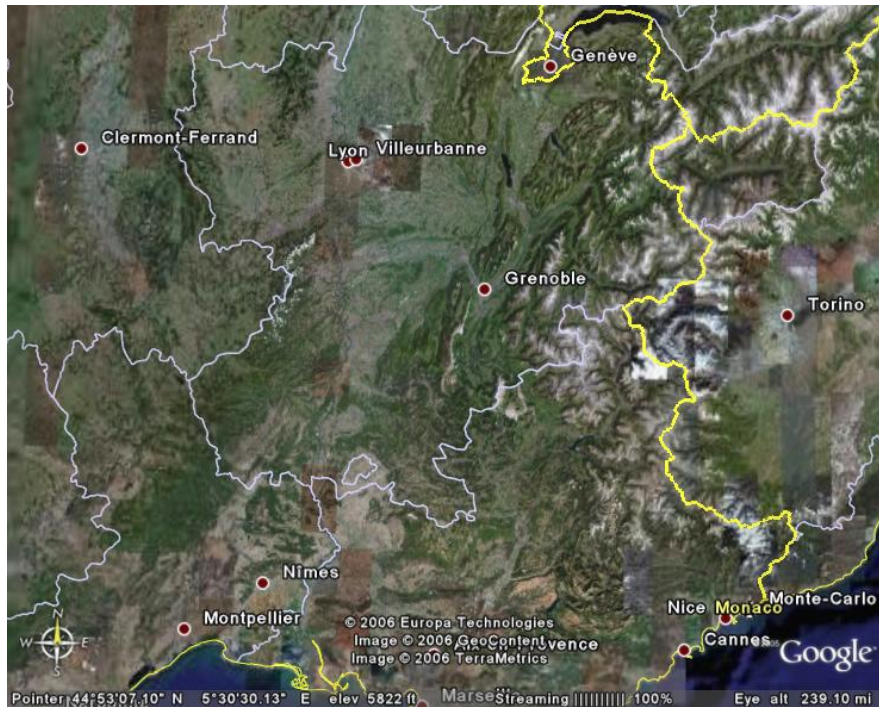 Genève
Clermont-Ferrand
Lyon Villeurbanne
Grenoble
Torino
Nîmes
Nice Monaco Monte-Carlo
Montpellier
© 2006 Europa Technologies
Image © 2006 GeoContent
Image © 2006 TerraMetrics
Provence
Cannes
N
W E
S
Google
Marseille
Pointer 44°53'07.10" N 5°30'30.13" E elev 5822 ft Streaming |||||||||| 100% Eye alt 239.10 mi